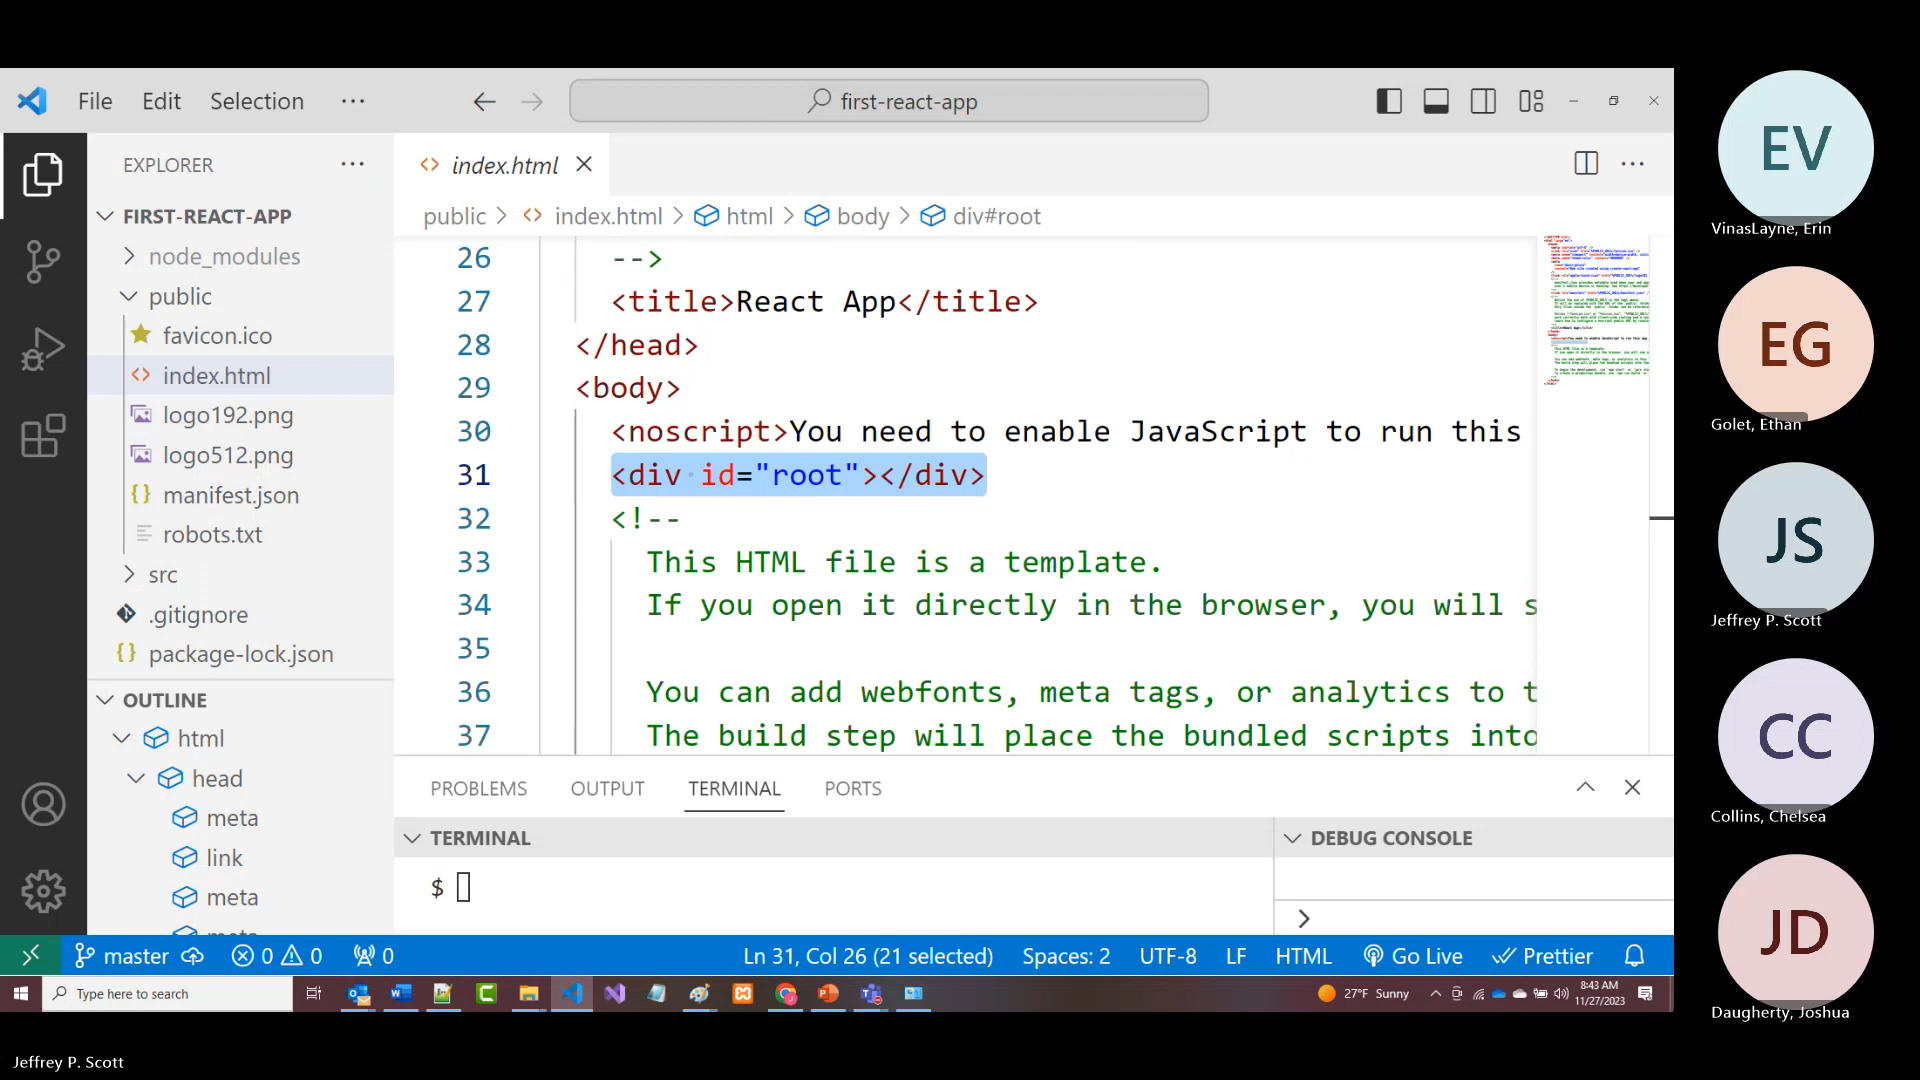 File Edit Selection ···
first-react-app
EXPLORER ···
FIRST-REACT-APP
node_modules
public
favicon.ico
index.html
logo192.png
logo512.png
manifest.json
robots.txt
src
.gitignore
package-lock.json
OUTLINE
html
head
meta
link
meta
index.html
public > index.html > html > body > div#root
26 -->
27 <title>React App</title>
28 </head>
29 <body>
30 <noscript>You need to enable JavaScript to run this
31 <div id="root"></div>
32 <!--
33 This HTML file is a template.
34 If you open it directly in the browser, you will s
35
36 You can add webfonts, meta tags, or analytics to t
37 The build step will place the bundled scripts into
PROBLEMS OUTPUT TERMINAL PORTS
TERMINAL
$
DEBUG CONSOLE
>
master 0 0 0 Ln 31, Col 26 (21 selected) Spaces: 2 UTF-8 LF HTML Go Live Prettier
Type here to search
27°F Sunny
8:43 AM
11/27/2023
EV
VinasLayne, Erin
EG
Golet, Ethan
JS
Jeffrey P. Scott
CC
Collins, Chelsea
JD
Daugherty, Joshua
Jeffrey P. Scott